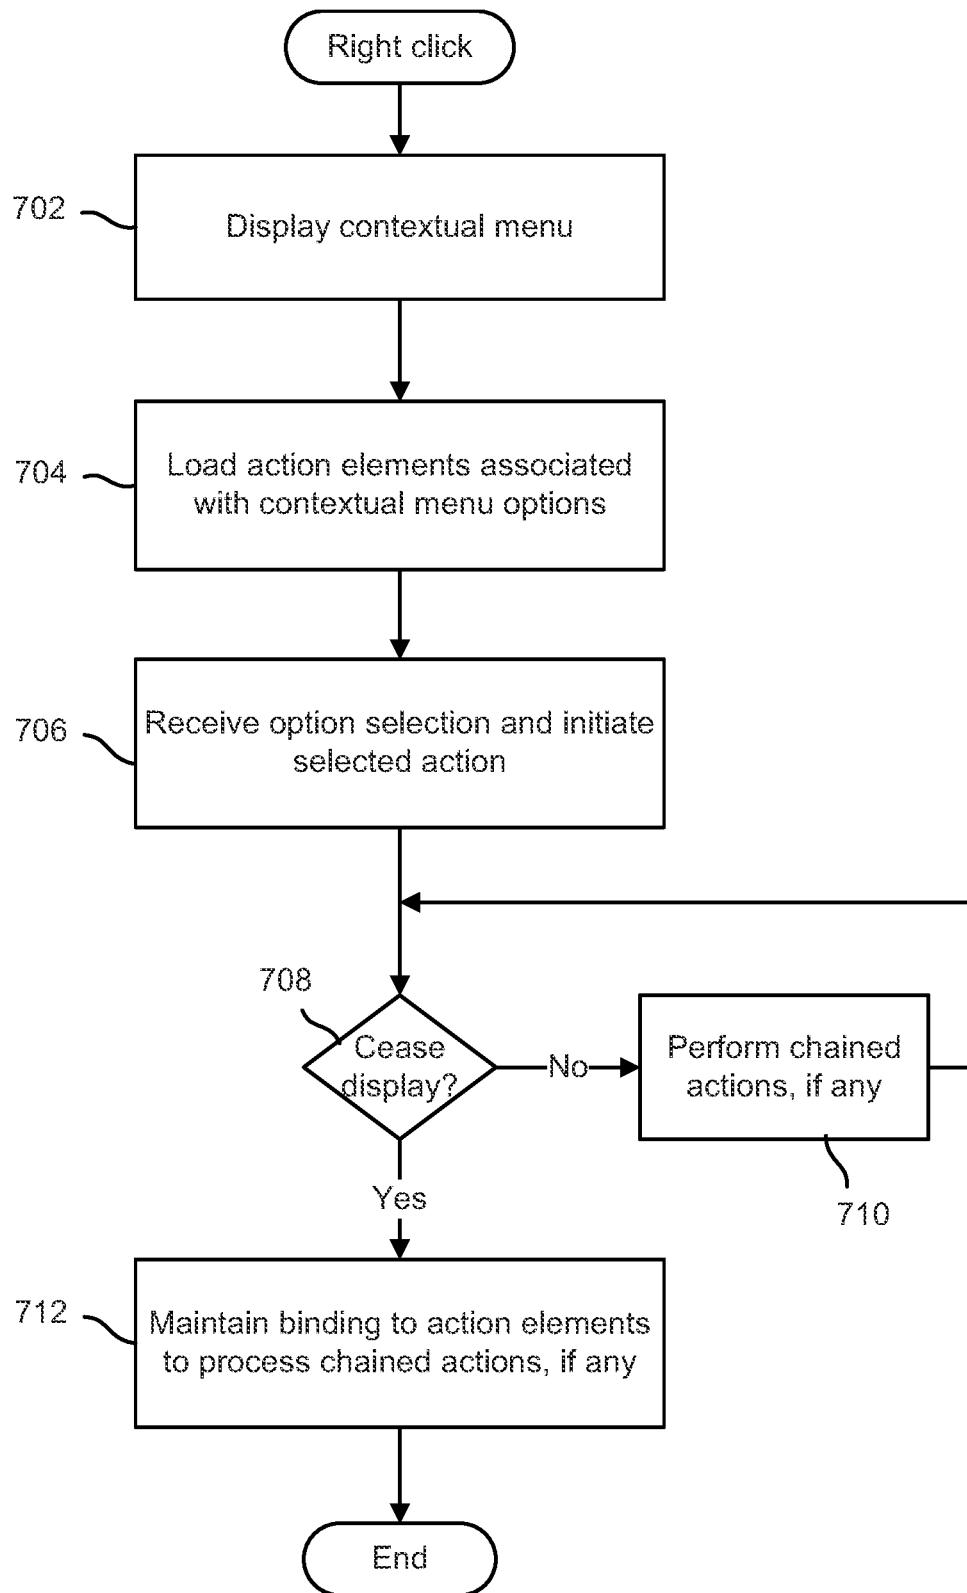 Right click
702
Display contextual menu
704
Load action elements associated
with contextual menu options
706
Receive option selection and initiate
selected action
708
Cease
display?
No
Perform chained
actions, if any
710
Yes
712
Maintain binding to action elements
to process chained actions, if any
End